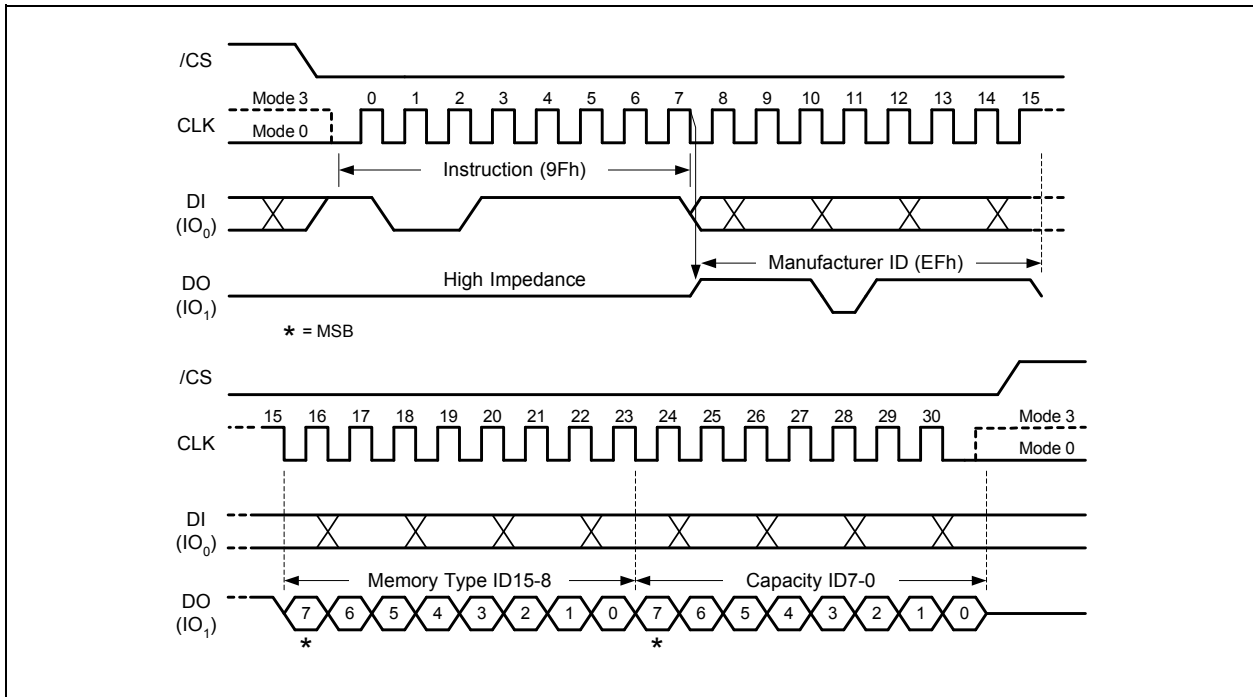 /CS
Mode 3 0 1 2 3 4 5 6 7 8 9 10 11 12 13 14 15
CLK
Mode 0
Instruction (9Fh)
DI
(IO0)
Manufacturer ID (EFh)
DO
(IO1)
High Impedance
* = MSB
/CS
15 16 17 18 19 20 21 22 23 24 25 26 27 28 29 30 Mode 3
CLK
Mode 0
DI
(IO0)
Memory Type ID15-8 Capacity ID7-0
DO
(IO1)
7 6 5 4 3 2 1 0 7 6 5 4 3 2 1 0
* *